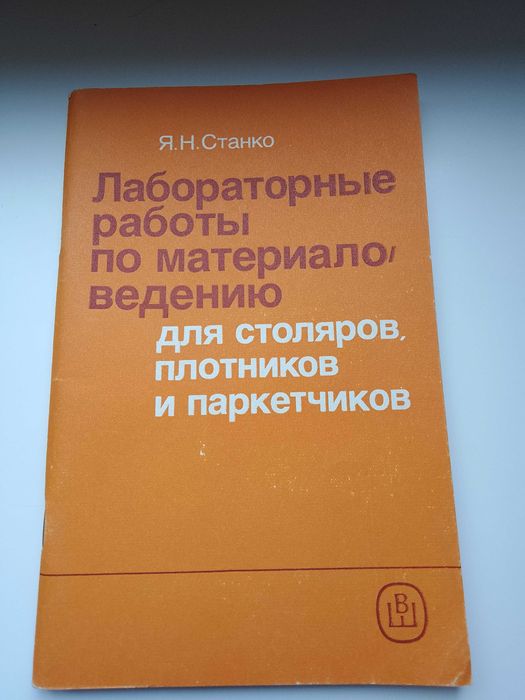 Я.Н.Станко
Лабораторные
работы
по материало/
ведению
для столяров,
плотников
и паркетчиков
ВШ